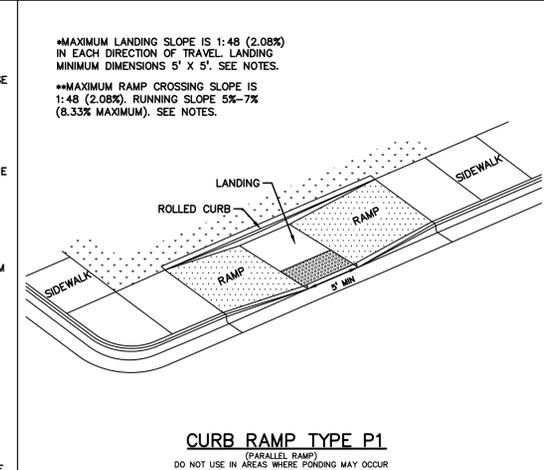 *MAXIMUM LANDING SLOPE IS 1:48 (2.08%)
IN EACH DIRECTION OF TRAVEL. LANDING
MINIMUM DIMENSIONS 5' X 5'. SEE NOTES.
**MAXIMUM RAMP CROSSING SLOPE IS
1:48 (2.08%). RUNNING SLOPE 5%-7%
(8.33% MAXIMUM). SEE NOTES.
LANDING
ROLLED CURB
SIDEWALK
RAMP
RAMP
SIDEWALK
5' MIN
CURB RAMP TYPE P1
(PARALLEL RAMP)
DO NOT USE IN AREAS WHERE PONDING MAY OCCUR